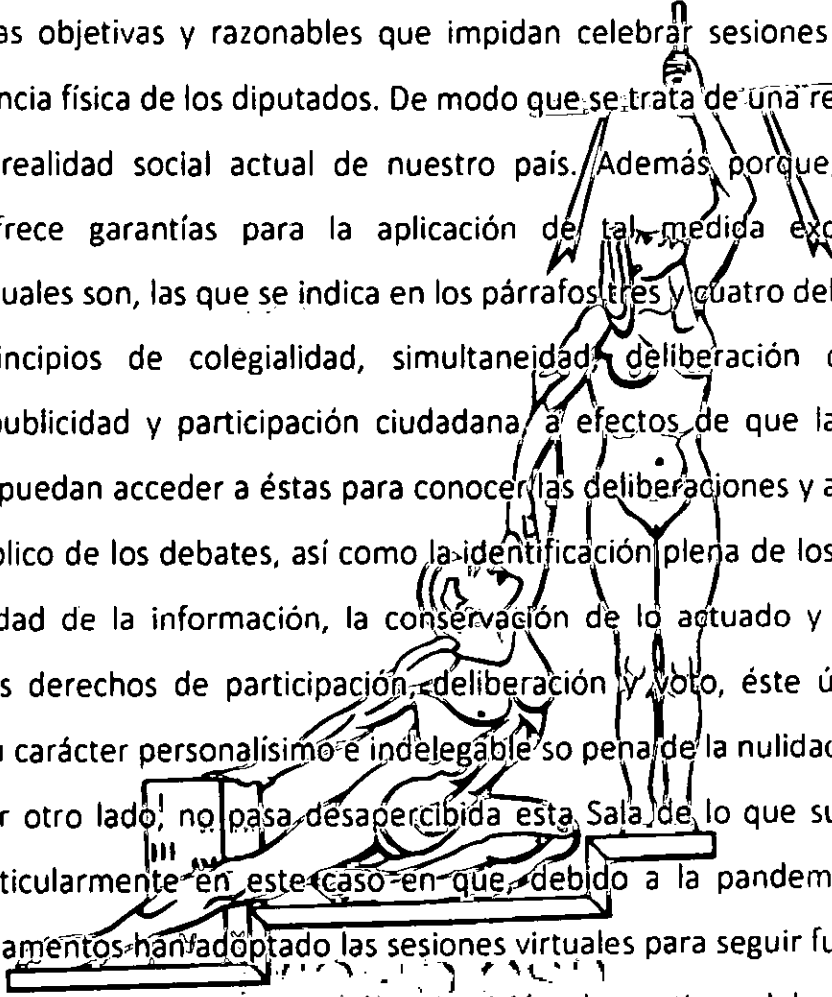 as objetivas y razonables que impidan celebrar sesiones
ncia física de los diputados. De modo que se trata de una re
realidad social actual de nuestro país. Además porque,
frece garantías para la aplicación de tal medida exc
uales son, las que se indica en los párrafos tres y cuatro del
incipios de colegialidad, simultaneidad, deliberación
publicidad y participación ciudadana, a efectos de que la
puedan acceder a éstas para conocer las deliberaciones y a
blico de los debates, así como la identificación plena de los
dad de la información, la conservación de lo actuado y
s derechos de participación, deliberación y voto, éste ú
u carácter personalísimo e indelegable so pena de la nulidad
r otro lado, no pasa desapercibida esta Sala de lo que su
ticularmente en este caso en que, debido a la pandem
amentos han adoptado las sesiones virtuales para seguir fu